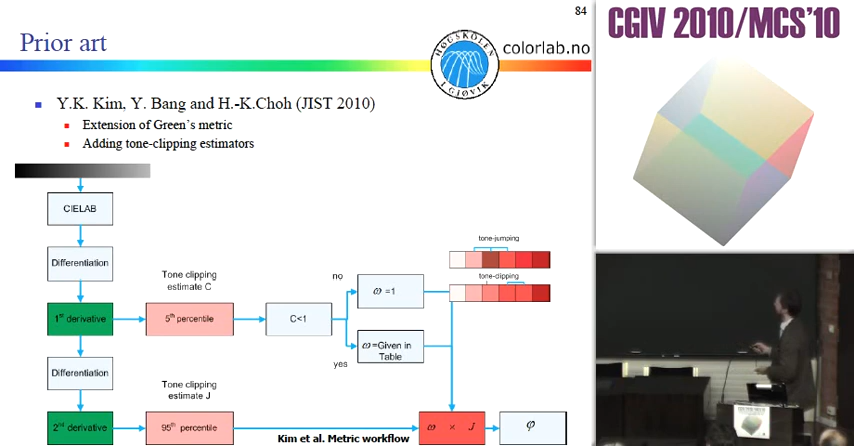 84
Prior art
HØGSKOLEN I GJØVIK
colorlab.no
CGIV 2010/MCS'10
Y.K. Kim, Y. Bang and H.-K.Choh (JIST 2010)
Extension of Green's metric
Adding tone-clipping estimators
CIELAB
Differentiation
1st derivative
Tone clipping
estimate C
5th percentile
C<1
no
yes
ω =1
ω =Given in
Table
tone-jumping
tone-clipping
Differentiation
2nd derivative
Tone clipping
estimate J
95th percentile
Kim et al. Metric workflow
ω × J
φ